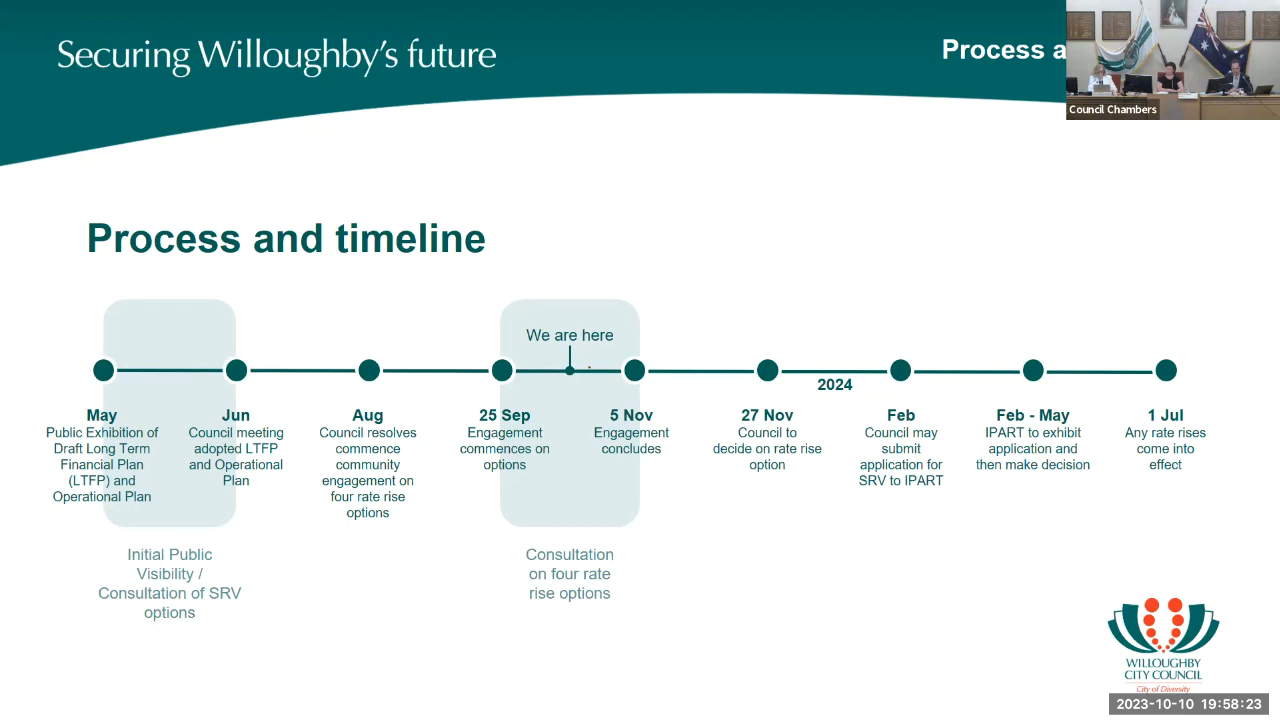 Securing Willoughby's future
Process a
Council Chambers
Process and timeline
We are here
2024
May
Public Exhibition of
Draft Long Term
Financial Plan
(LTFP) and
Operational Plan
Jun
Council meeting
adopted LTFP
and Operational
Plan
Aug
Council resolves
commence
community
engagement on
four rate rise
options
25 Sep
Engagement
commences on
options
5 Nov
Engagement
concludes
27 Nov
Council to
decide on rate rise
option
Feb
Council may
submit
application for
SRV to IPART
Feb - May
IPART to exhibit
application and
then make decision
1 Jul
Any rate rises
come into
effect
Initial Public
Visibility /
Consultation of SRV
options
Consultation
on four rate
rise options
WILLOUGHBY
CITY COUNCIL
City of Diversity
2023-10-10 19:58:23